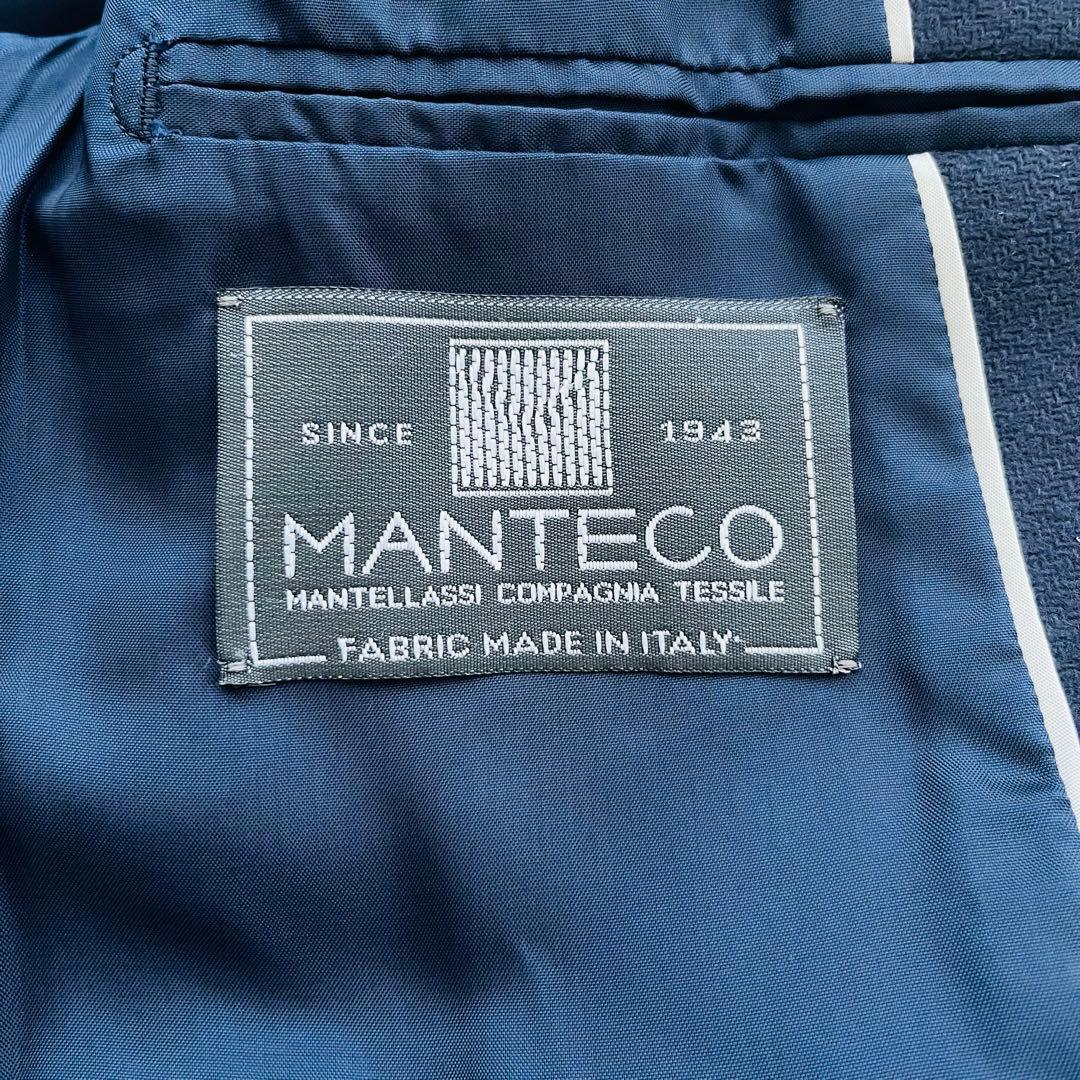 SINCE 1943
MANTECO
MANTELLASSI COMPAGNIA TESSILE
FABRIC MADE IN ITALY